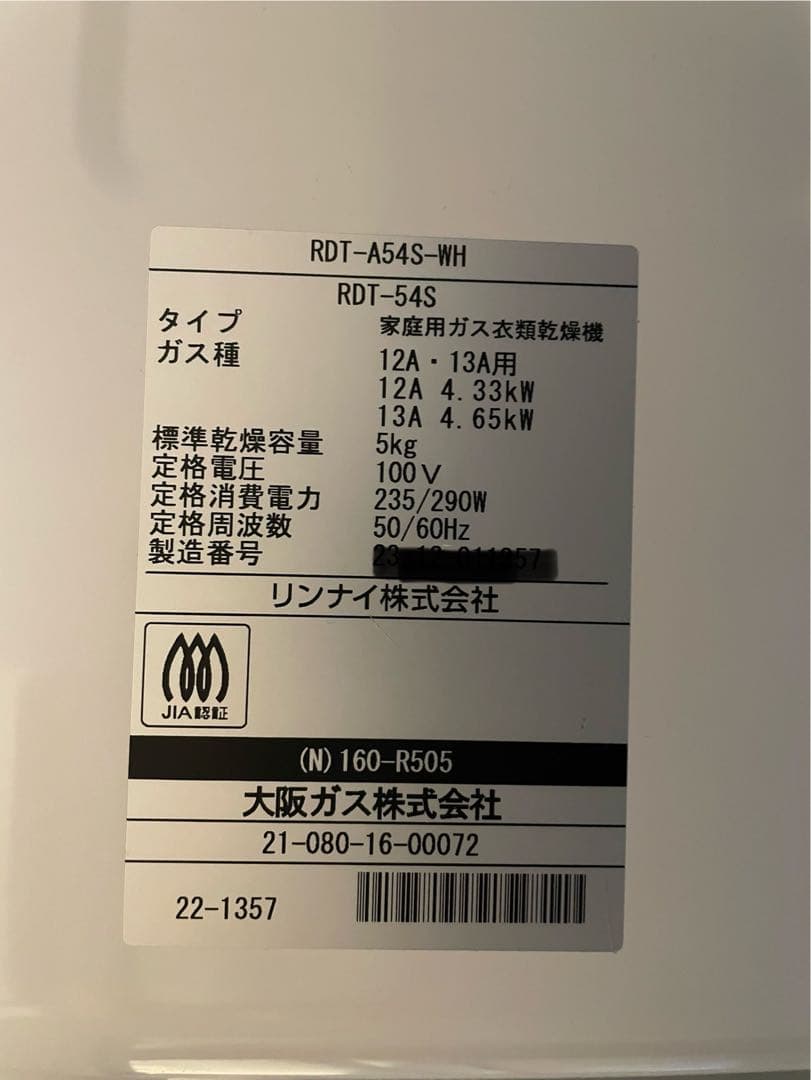 RDT-A54S-WH
RDT-54S
タイプ 家庭用ガス衣類乾燥機
ガス種 12A・13A用
12A 4.33kW
13A 4.65kW
標準乾燥容量 5kg
定格電圧 100V
定格消費電力 235/290W
定格周波数 50/60Hz
製造番号
リンナイ株式会社
JIA認証
(N)160-R505
大阪ガス株式会社
21-080-16-00072
22-1357